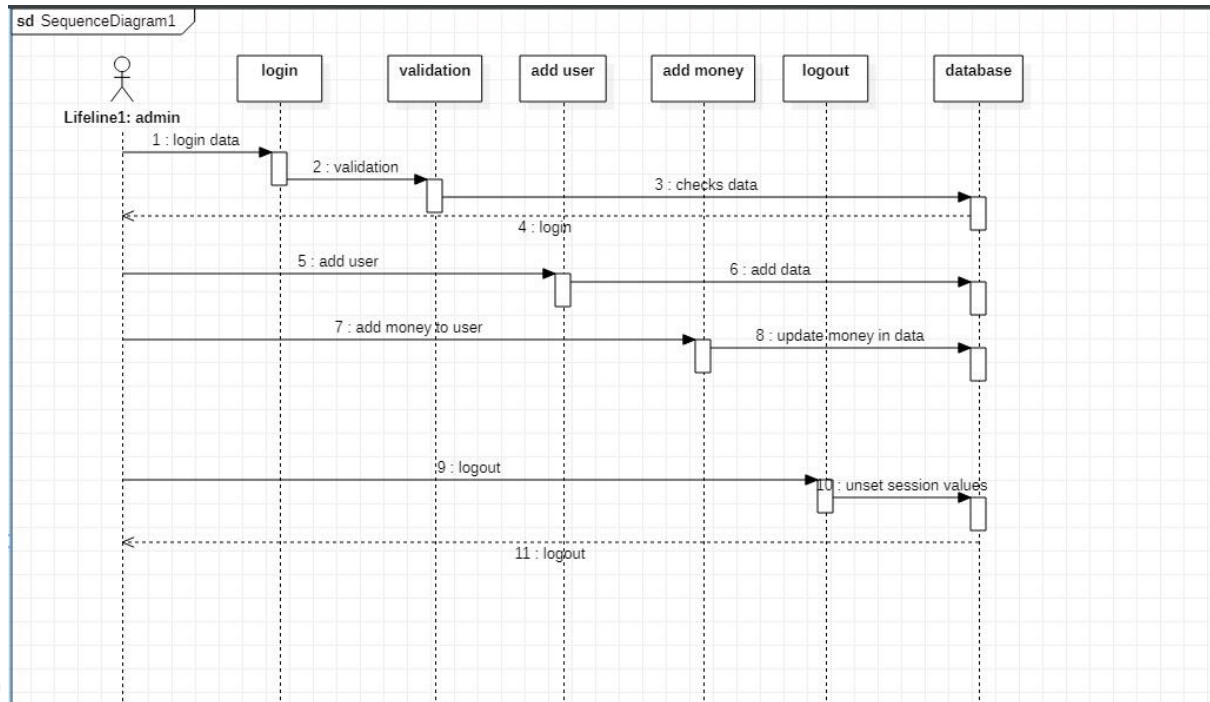 sd SequenceDiagram1
login
validation
add user
add money
logout
database
Lifeline1: admin
1 : login data
2 : validation
3 : checks data
4 : login
5 : add user
6 : add data
7 : add money to user
8 : update money in data
9 : logout
10 : unset session values
11 : logout